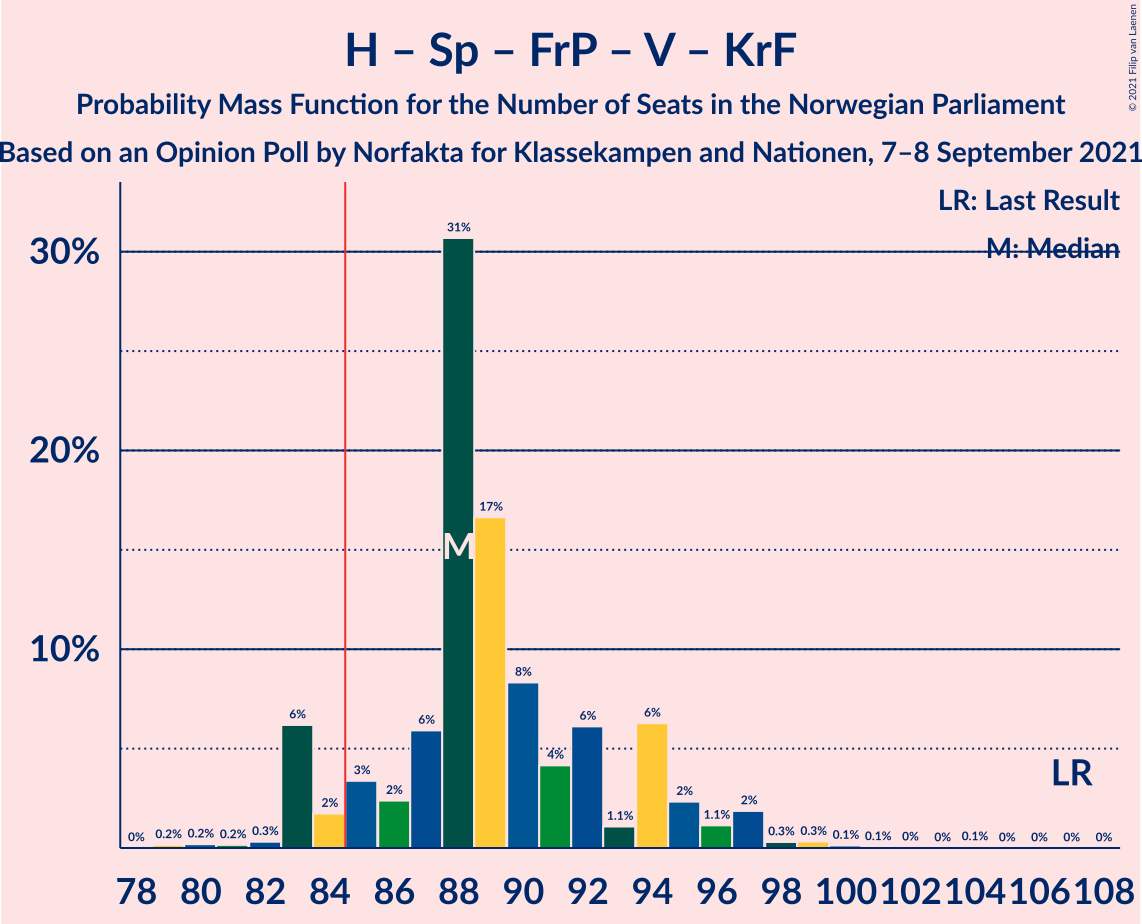 H – Sp – FrP – V – KrF
Probability Mass Function for the Number of Seats in the Norwegian Parliament
Based on an Opinion Poll by Norfakta for Klassekampen and Nationen, 7–8 September 2021
© 2021 Filip van Laenen
LR: Last Result
M: Median
30%
20%
10%
0% 0.2% 0.2% 0.2% 0.3% 6% 2% 3% 2% 6% 31% 17% 8% 4% 6% 1.1% 6% 2% 1.1% 2% 0.3% 0.3% 0.1% 0.1% 0% 0% 0.1% 0% 0% 0% 0%
M
LR
78 80 82 84 86 88 90 92 94 96 98 100 102 104 106 108